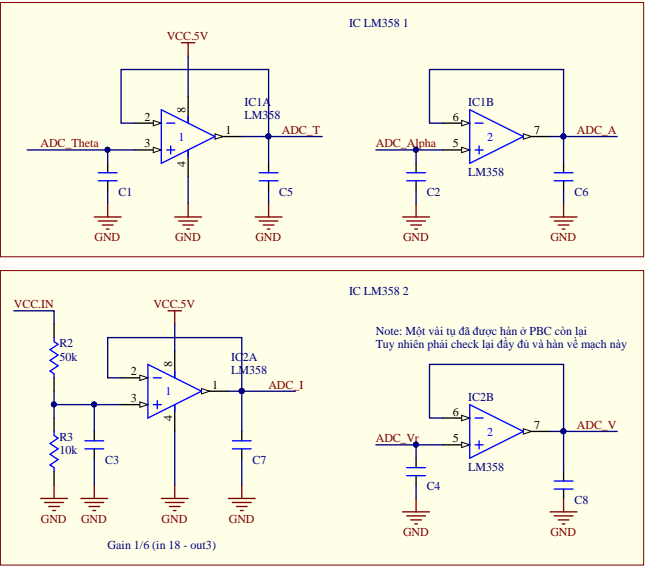 IC LM358 1
VCC.5V
IC1A
LM358
8
2
1
1
ADC_T
ADC_Theta
3
4
C1
C5
GND
GND
GND
IC1B
6
7
ADC_A
2
ADC_Alpha
5
LM358
C2
C6
GND
GND
IC LM358 2
VCC.IN
VCC.5V
R2
50k
IC2A
LM358
8
2
1
1
ADC_I
3
4
R3
10k
C3
C7
GND
GND
GND
GND
Gain 1/6 (in 18 - out3)
Note: Một vài tụ đã được hàn ở PBC còn lại
Tuy nhiên phải check lại đầy đủ và hàn về mạch này
IC2B
6
7
ADC_V
2
ADC_Vr
5
LM358
C4
C8
GND
GND